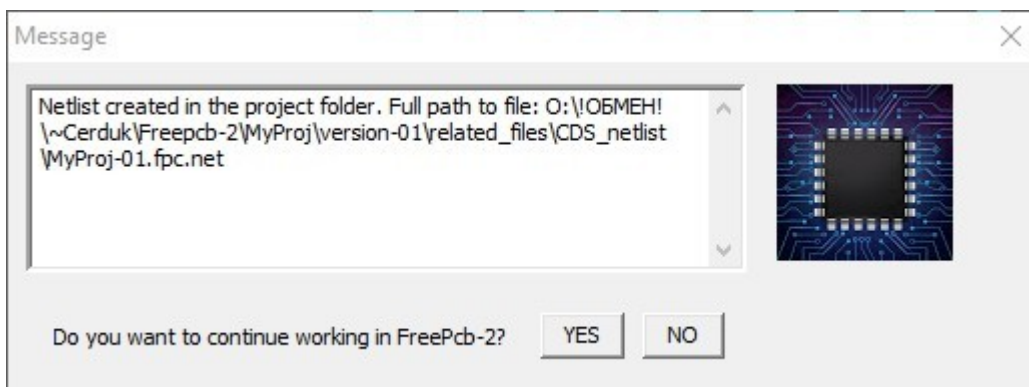 Message
Netlist created in the project folder. Full path to file: O:\!ОБМЕН!
\~Cerduk\Freepcb-2\MyProj\version-01\related_files\CDS_netlist
\MyProj-01.fpc.net
Do you want to continue working in FreePcb-2? YES NO